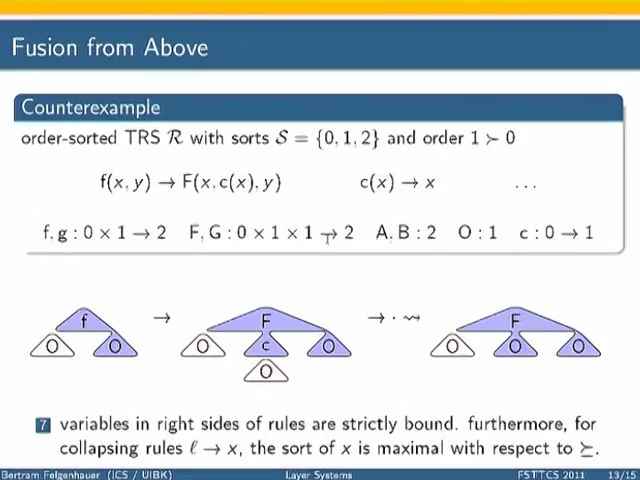 Fusion from Above
Counterexample
order-sorted TRS R with sorts S = {0, 1, 2} and order 1 ≻ 0
f(x, y) → F(x, c(x), y) c(x) → x ...
f, g : 0 × 1 → 2 F, G : 0 × 1 × 1 → 2 A, B : 2 O : 1 c : 0 → 1
f → F → · ⇝ F
O O O c O O O O
O
7 variables in right sides of rules are strictly bound. furthermore, for
collapsing rules ℓ → x, the sort of x is maximal with respect to ⪰.
Bertram Felgenhauer (ICS / UIBK) Layer Systems FSTTCS 2011 13/15